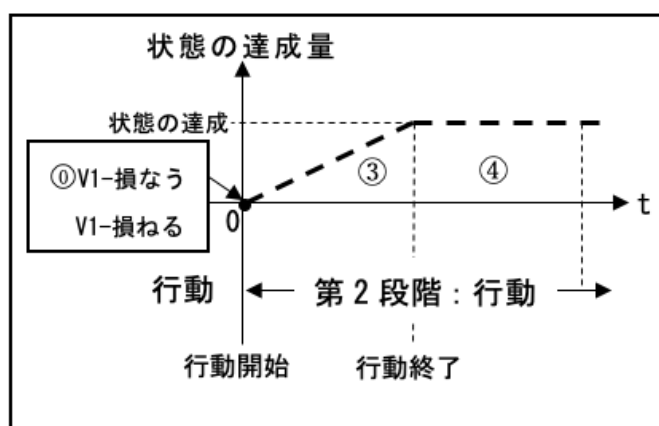 状態の達成量
状態の達成
⓪V1-損なう
V1-損ねる
③
④
0
t
行動
第2段階：行動
行動開始
行動終了